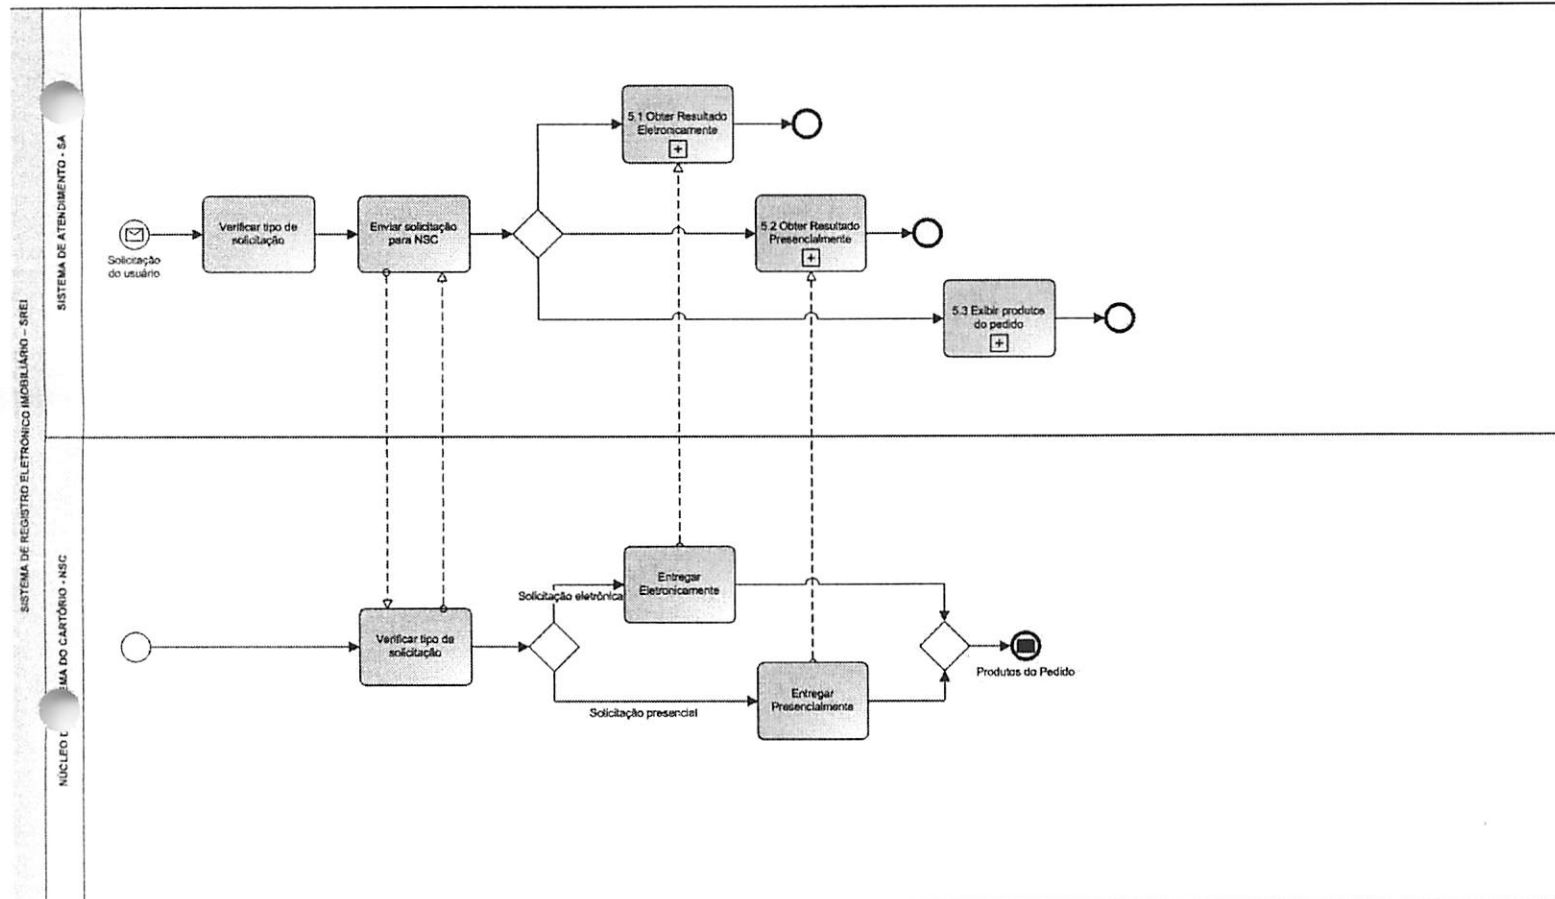 SISTEMA DE REGISTRO ELETRÔNICO IMOBILIÁRIO – SREI
SISTEMA DE ATENDIMENTO - SA
Solicitação
do usuário
Verificar tipo de
solicitação
Enviar solicitação
para NSC
5.1 Obter Resultado
Eletronicamente
5.2 Obter Resultado
Presencialmente
5.3 Exibir produtos
do pedido
NÚCLEO
EMA DO CARTÓRIO - NSC
Verificar tipo de
solicitação
Solicitação eletrônica
Entregar
Eletronicamente
Solicitação presencial
Entregar
Presencialmente
Produtos do Pedido